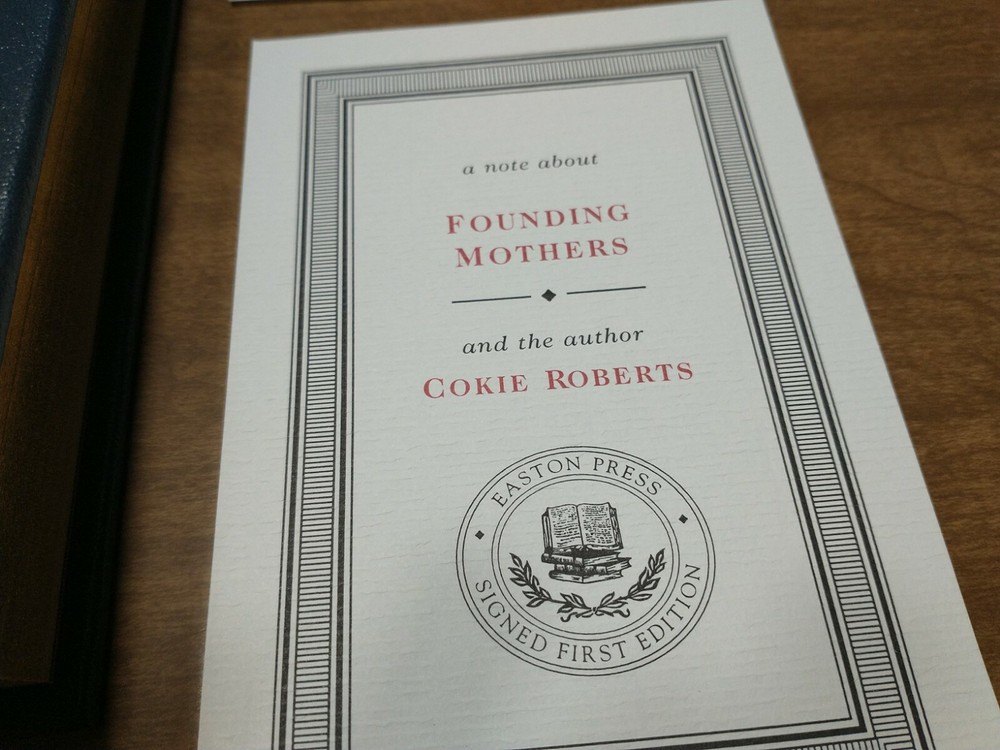 a note about
FOUNDING
MOTHERS
and the author
COKIE ROBERTS
EASTON PRESS
SIGNED FIRST EDITION